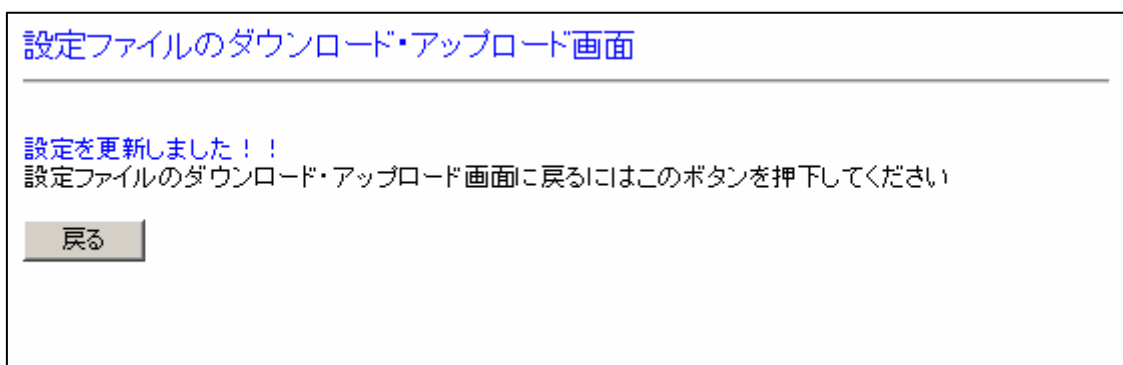 設定ファイルのダウンロード・アップロード画面
設定を更新しました！！
設定ファイルのダウンロード・アップロード画面に戻るにはこのボタンを押下してください
戻る